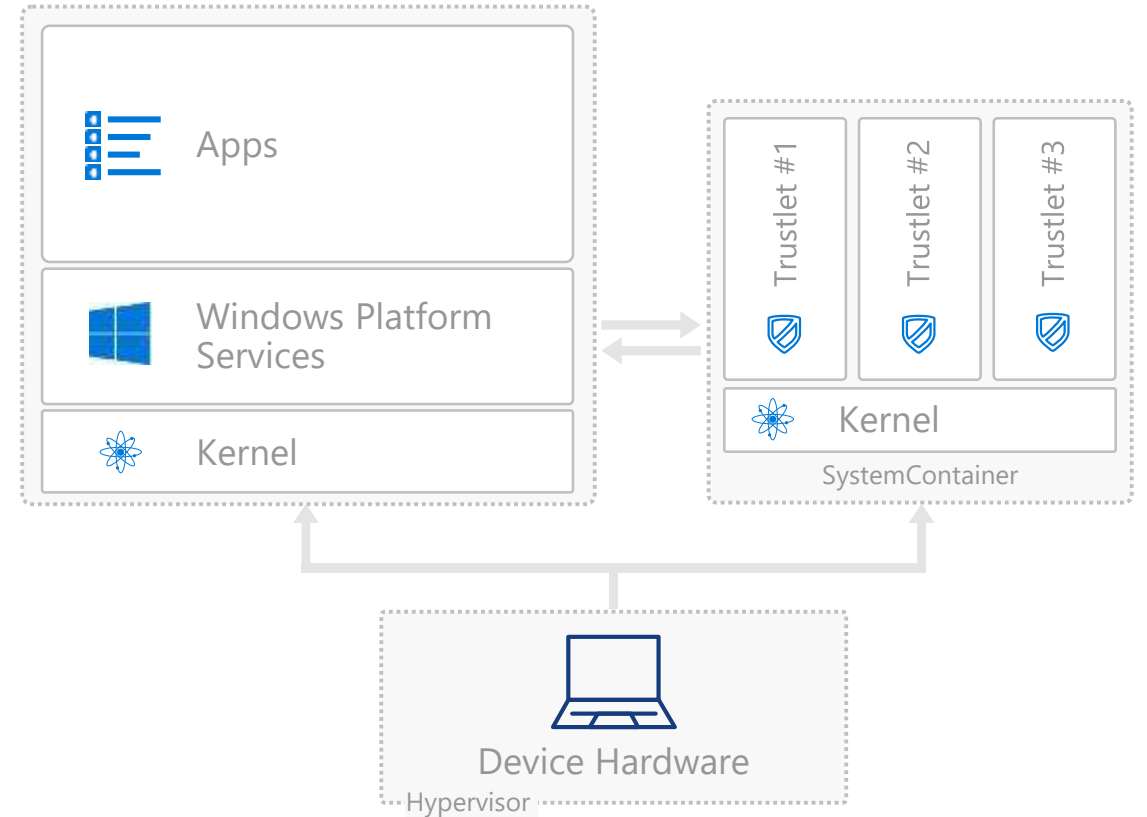 Apps
Windows Platform
Services
Kernel
Trustlet #1
Trustlet #2
Trustlet #3
Kernel
SystemContainer
Device Hardware
Hypervisor